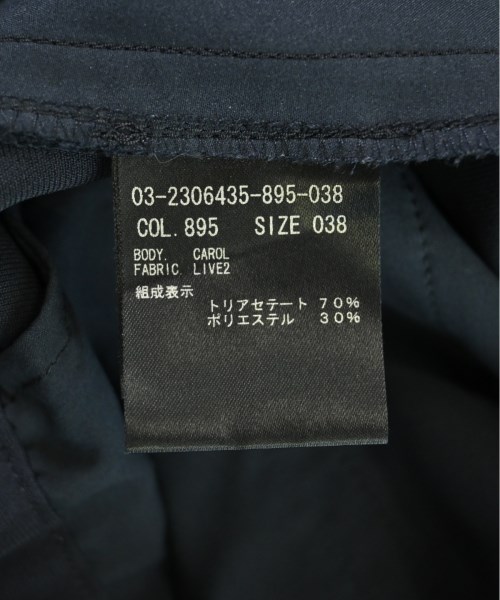 03-2306435-895-038
COL.895 SIZE 038
BODY. CAROL
FABRIC LIVE2
組成表示
トリアセテート 70%
ポリエステル 30%